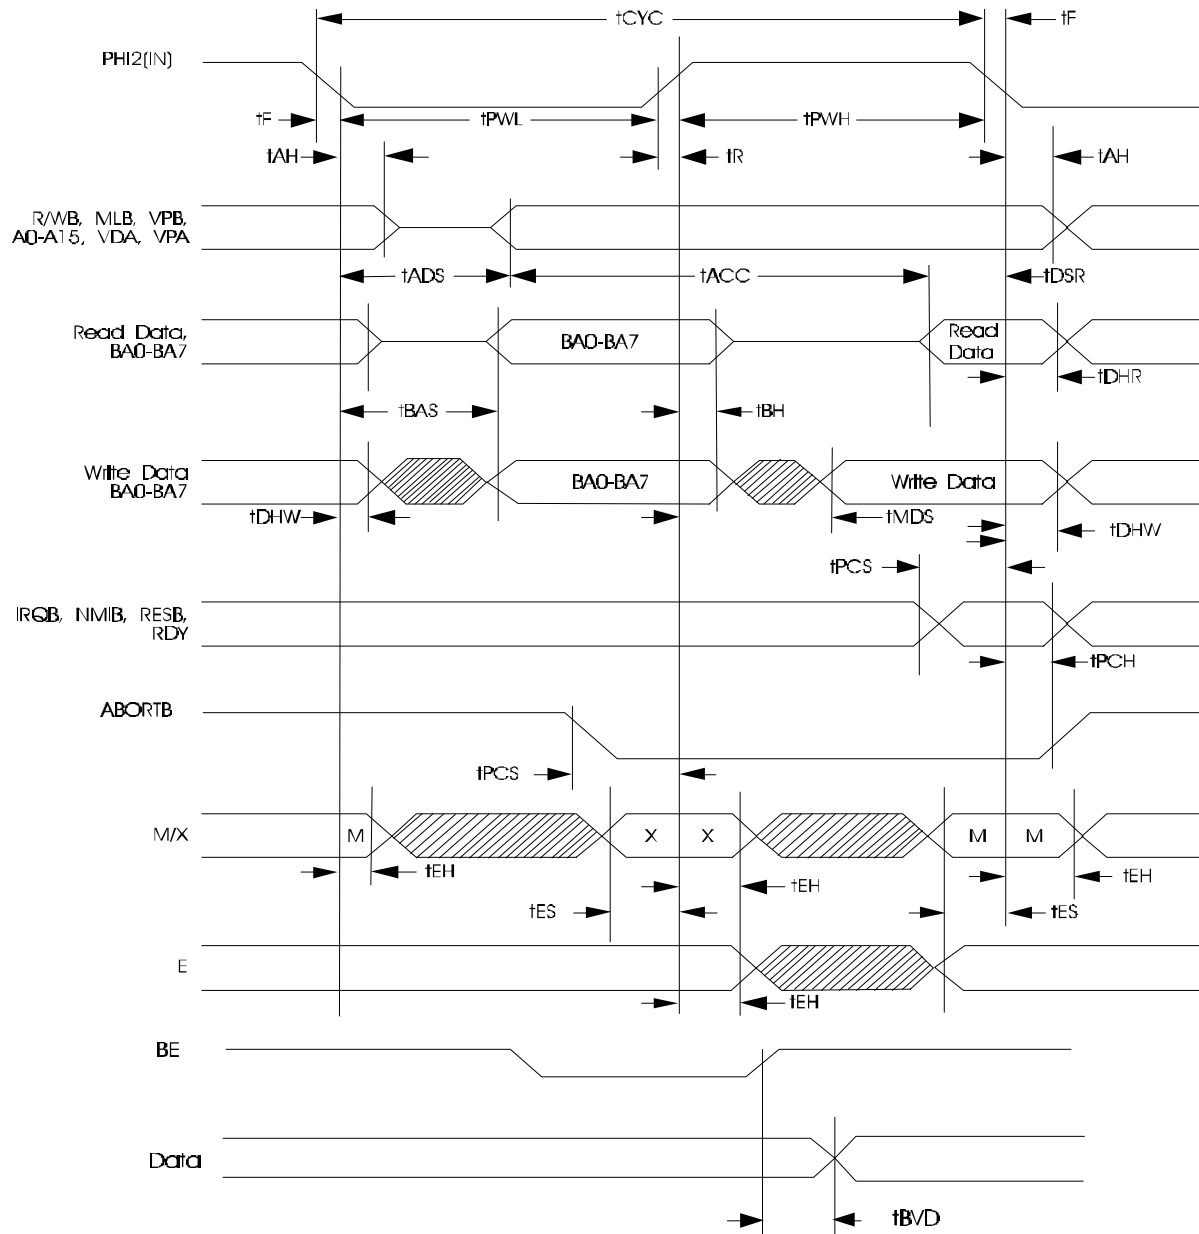 tCYC tF
PHI2(IN)
tF tPWL tPWH
tAH tR tAH
R/WB, MLB, VPB,
A0-A15, VDA, VPA
tADS tACC tDSR
Read Data,
BA0-BA7
BA0-BA7
Read
Data
tDHR
tBAS tBH
Write Data
BA0-BA7
BA0-BA7 Write Data
tDHW tMDS tDHW
tPCS
IRQB, NMIB, RESB,
RDY
tPCH
ABORTB
tPCS
M/X M X X M M
tEH tEH tEH
tES tES
E
tEH
BE
Data
tBVD